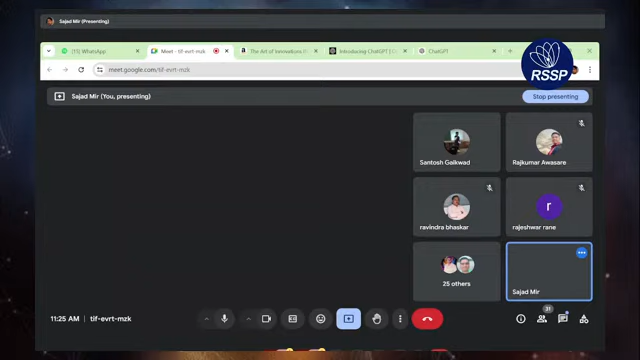 Sajad Mir (Presenting)
(15) WhatsApp
Meet - tif-evrt-mzk
The Art of Innovation: 
Introducing ChatGPT
ChatGPT
meet.google.com/tif-evrt-mzk
RSSP
Sajad Mir (You, presenting)
Stop presenting
Santosh Gaikwad
Rajkumar Awasare
ravindra bhaskar
r
rajeshwar rane
25 others
Sajad Mir
11:25 AM | tif-evrt-mzk
31